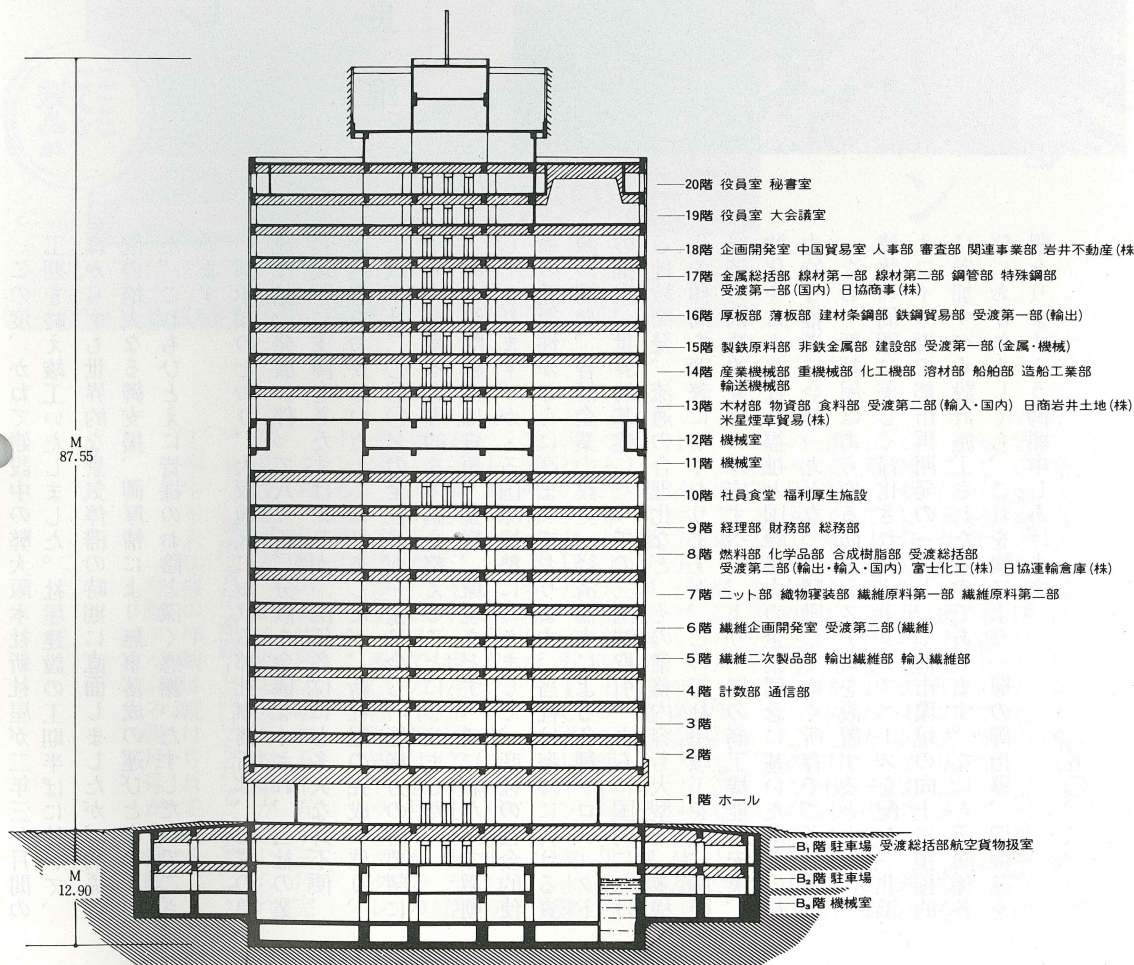 20階 役員室 秘書室
19階 役員室 大会議室
18階 企画開発室 中国貿易室 人事部 審査部 関連事業部 岩井不動産(株
17階 金属総括部 線材第一部 線材第二部 鋼管部 特殊鋼部
受渡第一部(国内) 日協商事(株)
16階 厚板部 薄板部 建材条鋼部 鉄鋼貿易部 受渡第一部(輸出)
15階 製鉄原料部 非鉄金属部 建設部 受渡第一部(金属・機械)
14階 産業機械部 重機械部 化工機部 溶材部 船舶部 造船工業部
輸送機械部
13階 木材部 物資部 食料部 受渡第二部(輸入・国内) 日商岩井土地(株)
米星煙草貿易(株)
12階 機械室
11階 機械室
10階 社員食堂 福利厚生施設
9階 経理部 財務部 総務部
8階 燃料部 化学品部 合成樹脂部 受渡総括部
受渡第二部(輸出・輸入・国内) 富士化工(株) 日協運輸倉庫(株)
7階 ニット部 織物寝装部 繊維原料第一部 繊維原料第二部
6階 繊維企画開発室 受渡第二部(繊維)
5階 繊維二次製品部 輸出繊維部 輸入繊維部
4階 計数部 通信部
3階
2階
1階 ホール
B1階 駐車場 受渡総括部航空貨物扱室
B2階 駐車場
B3階 機械室
M
87.55
M
12.90